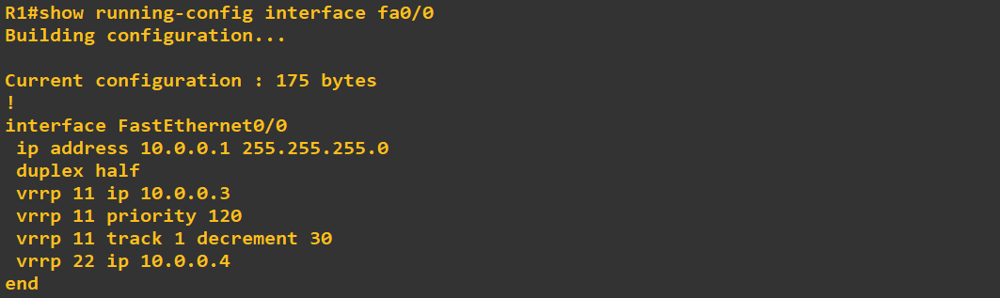 R1#show running-config interface fa0/0
Building configuration...
Current configuration : 175 bytes
!
interface FastEthernet0/0
 ip address 10.0.0.1 255.255.255.0
 duplex half
 vrrp 11 ip 10.0.0.3
 vrrp 11 priority 120
 vrrp 11 track 1 decrement 30
 vrrp 22 ip 10.0.0.4
end